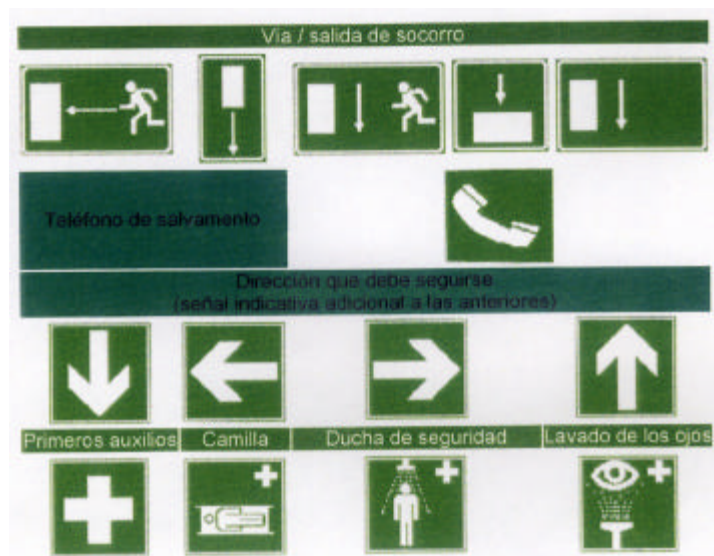 Via / salida de socorro
Teléfono de salvamento
Dirección que debe seguirse
(señal indicativa adicional a las anteriores)
Primeros auxilios
Camilla
Ducha de seguridad
Lavado de los ojos